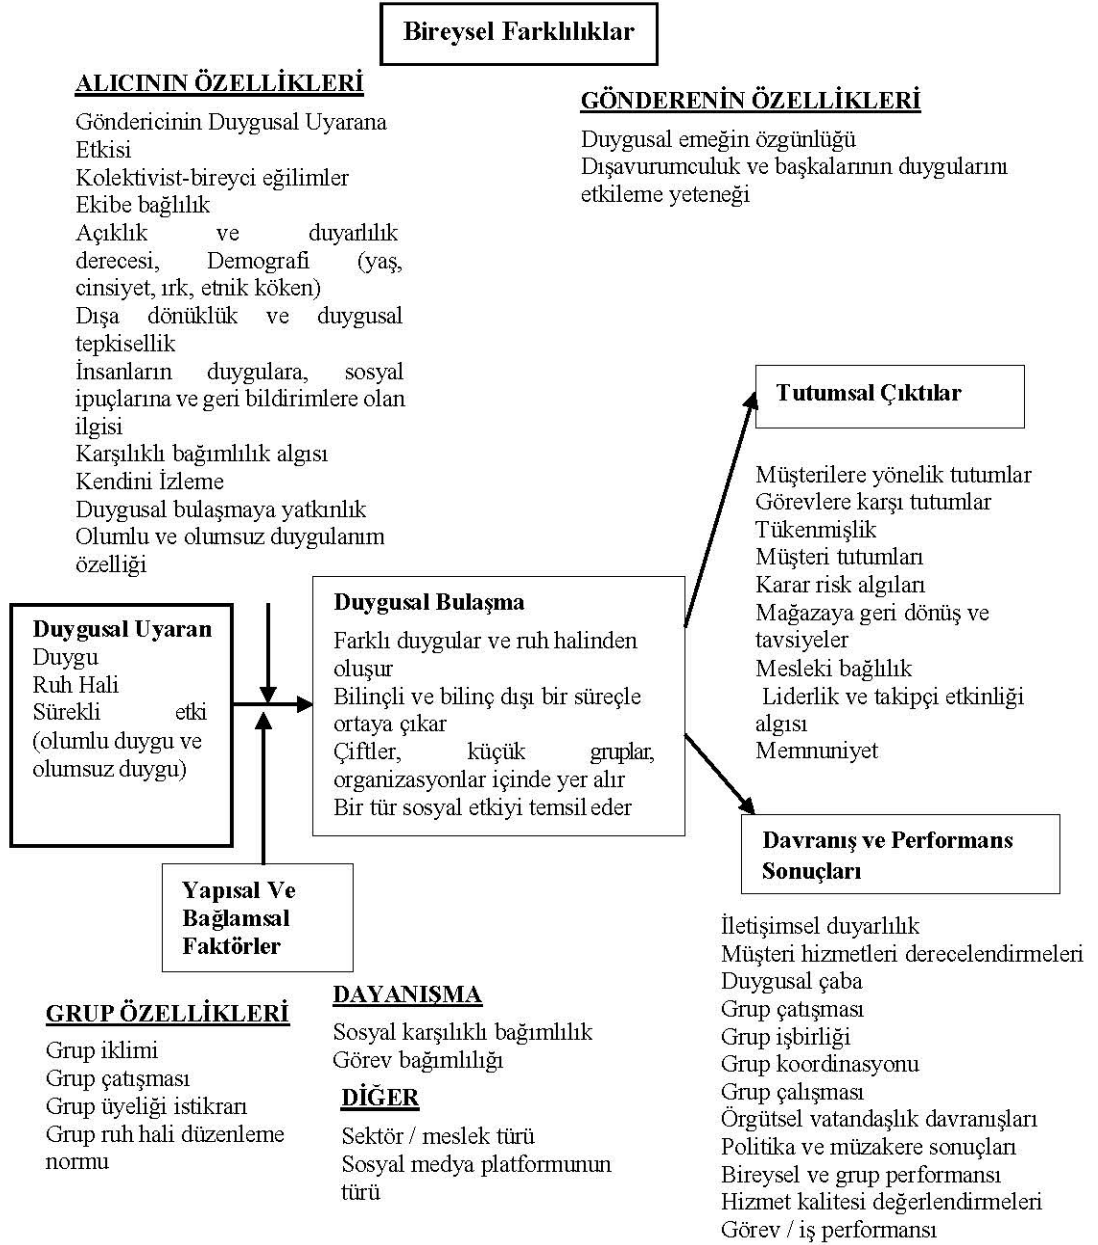 Bireysel Farklılıklar
ALICININ ÖZELLİKLERİ
Göndericinin Duygusal Uyarana
Etkisi
Kolektivist-bireyci eğilimler
Ekibe bağlılık
Açıklık ve duyarlılık
derecesi, Demografi (yaş,
cinsiyet, ırk, etnik köken)
Dışa dönüklük ve duygusal
tepkisellik
İnsanların duygulara, sosyal
ipuçlarına ve geri bildirimlere olan
ilgisi
Karşılıklı bağımlılık algısı
Kendini İzleme
Duygusal bulaşmaya yatkınlık
Olumlu ve olumsuz duygulanım
özelliği
GÖNDERENİN ÖZELLİKLERİ
Duygusal emeğin özgünlüğü
Dışavurumculuk ve başkalarının duygularını
etkileme yeteneği
Duygusal Uyaran
Duygu
Ruh Hali
Sürekli etki
(olumlu duygu ve
olumsuz duygu)
Duygusal Bulaşma
Farklı duygular ve ruh halinden
oluşur
Bilinçli ve bilinç dışı bir süreçle
ortaya çıkar
Çiftler, küçük gruplar,
organizasyonlar içinde yer alır
Bir tür sosyal etkiyi temsil eder
Tutumsal Çıktılar
Müşterilere yönelik tutumlar
Görevlere karşı tutumlar
Tükenmişlik
Müşteri tutumları
Karar risk algıları
Mağazaya geri dönüş ve
tavsiyeler
Mesleki bağlılık
Liderlik ve takipçi etkinliği
algısı
Memnuniyet
Yapısal Ve
Bağlamsal
Faktörler
GRUP ÖZELLİKLERİ
Grup iklimi
Grup çatışması
Grup üyeliği istikrarı
Grup ruh hali düzenleme
normu
DAYANIŞMA
Sosyal karşılıklı bağımlılık
Görev bağımlılığı
DİĞER
Sektör / meslek türü
Sosyal medya platformunun
türü
Davranış ve Performans
Sonuçları
İletişimsel duyarlılık
Müşteri hizmetleri derecelendirmeleri
Duygusal çaba
Grup çatışması
Grup işbirliği
Grup koordinasyonu
Grup çalışması
Örgütsel vatandaşlık davranışları
Politika ve müzakere sonuçları
Bireysel ve grup performansı
Hizmet kalitesi değerlendirmeleri
Görev / iş performansı